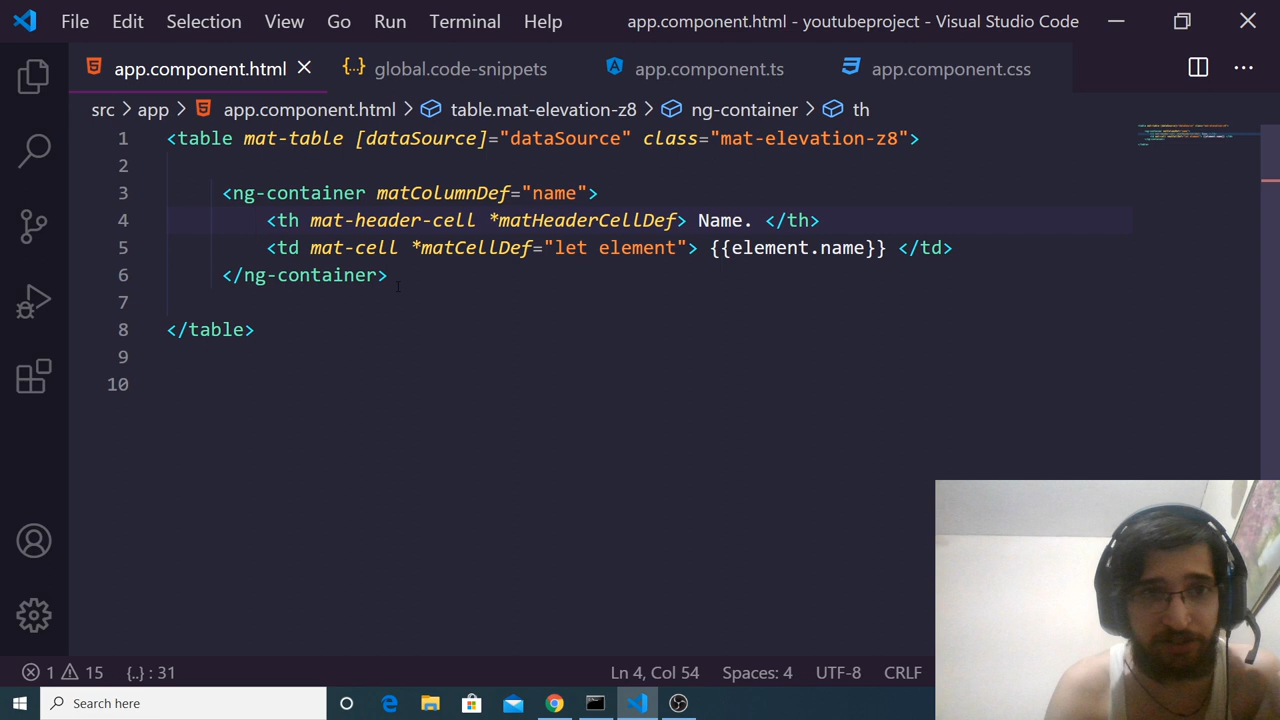 File Edit Selection View Go Run Terminal Help app.component.html - youtubeproject - Visual Studio Code
app.component.html global.code-snippets app.component.ts app.component.css
src app app.component.html table.mat-elevation-z8 ng-container th
1 <table mat-table [dataSource]="dataSource" class="mat-elevation-z8">
2
3 <ng-container matColumnDef="name">
4 <th mat-header-cell *matHeaderCellDef> Name. </th>
5 <td mat-cell *matCellDef="let element"> {{element.name}} </td>
6 </ng-container>
7
8 </table>
9
10
1 15 {..} : 31 Ln 4, Col 54 Spaces: 4 UTF-8 CRLF
Search here